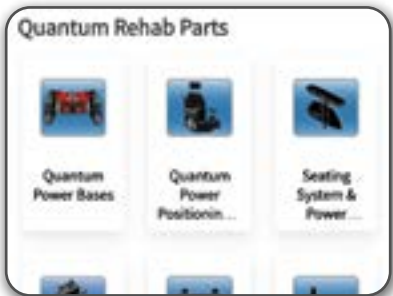 Quantum Rehab Parts
Quantum
Power Bases
Quantum
Power
Positionin...
Seating
System &
Power ...